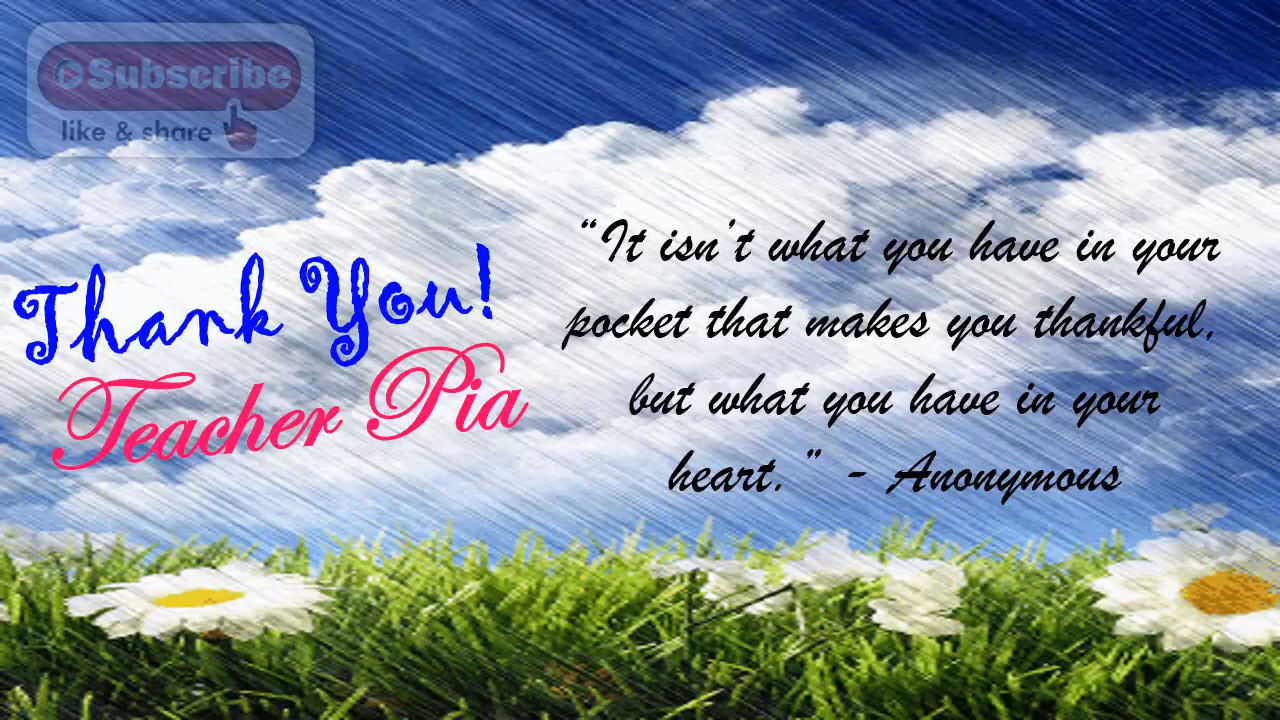 Subscribe
like & share
Thank You!
Teacher Pia
“It isn’t what you have in your
pocket that makes you thankful,
but what you have in your
heart.” - Anonymous